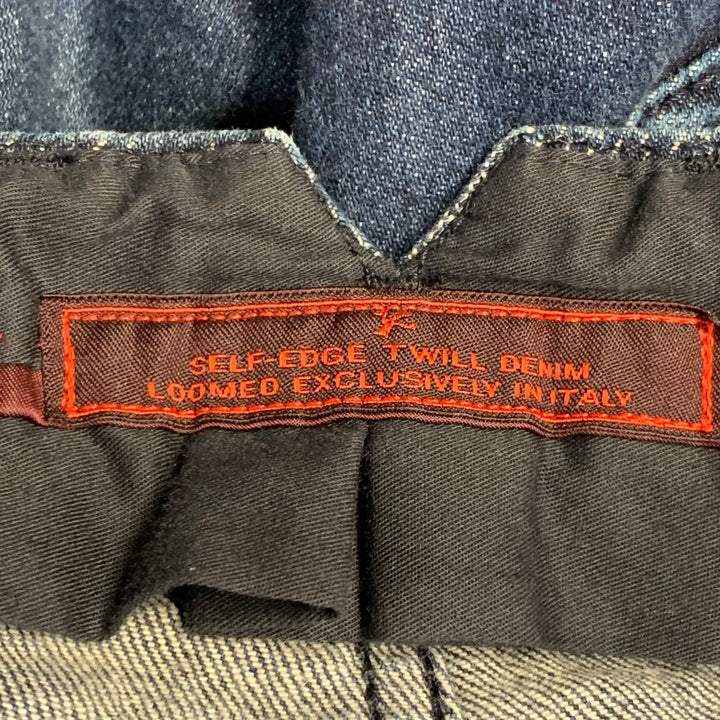 SELF-EDGE TWILL DENIM
LOOMED EXCLUSIVELY IN ITALY